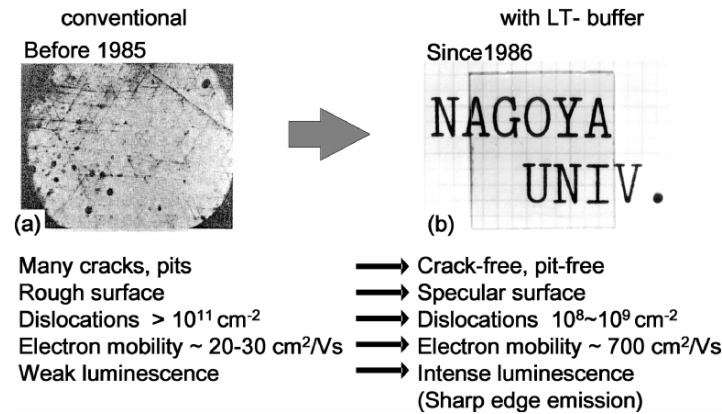 conventional
with LT- buffer
Before 1985
Since1986
NAGOYA
UNIV.
(a)
(b)
Many cracks, pits
Crack-free, pit-free
Rough surface
Specular surface
Dislocations > 10¹¹ cm⁻²
Dislocations 10⁸~10⁹ cm⁻²
Electron mobility ~ 20-30 cm²/Vs
Electron mobility ~ 700 cm²/Vs
Weak luminescence
Intense luminescence
(Sharp edge emission)